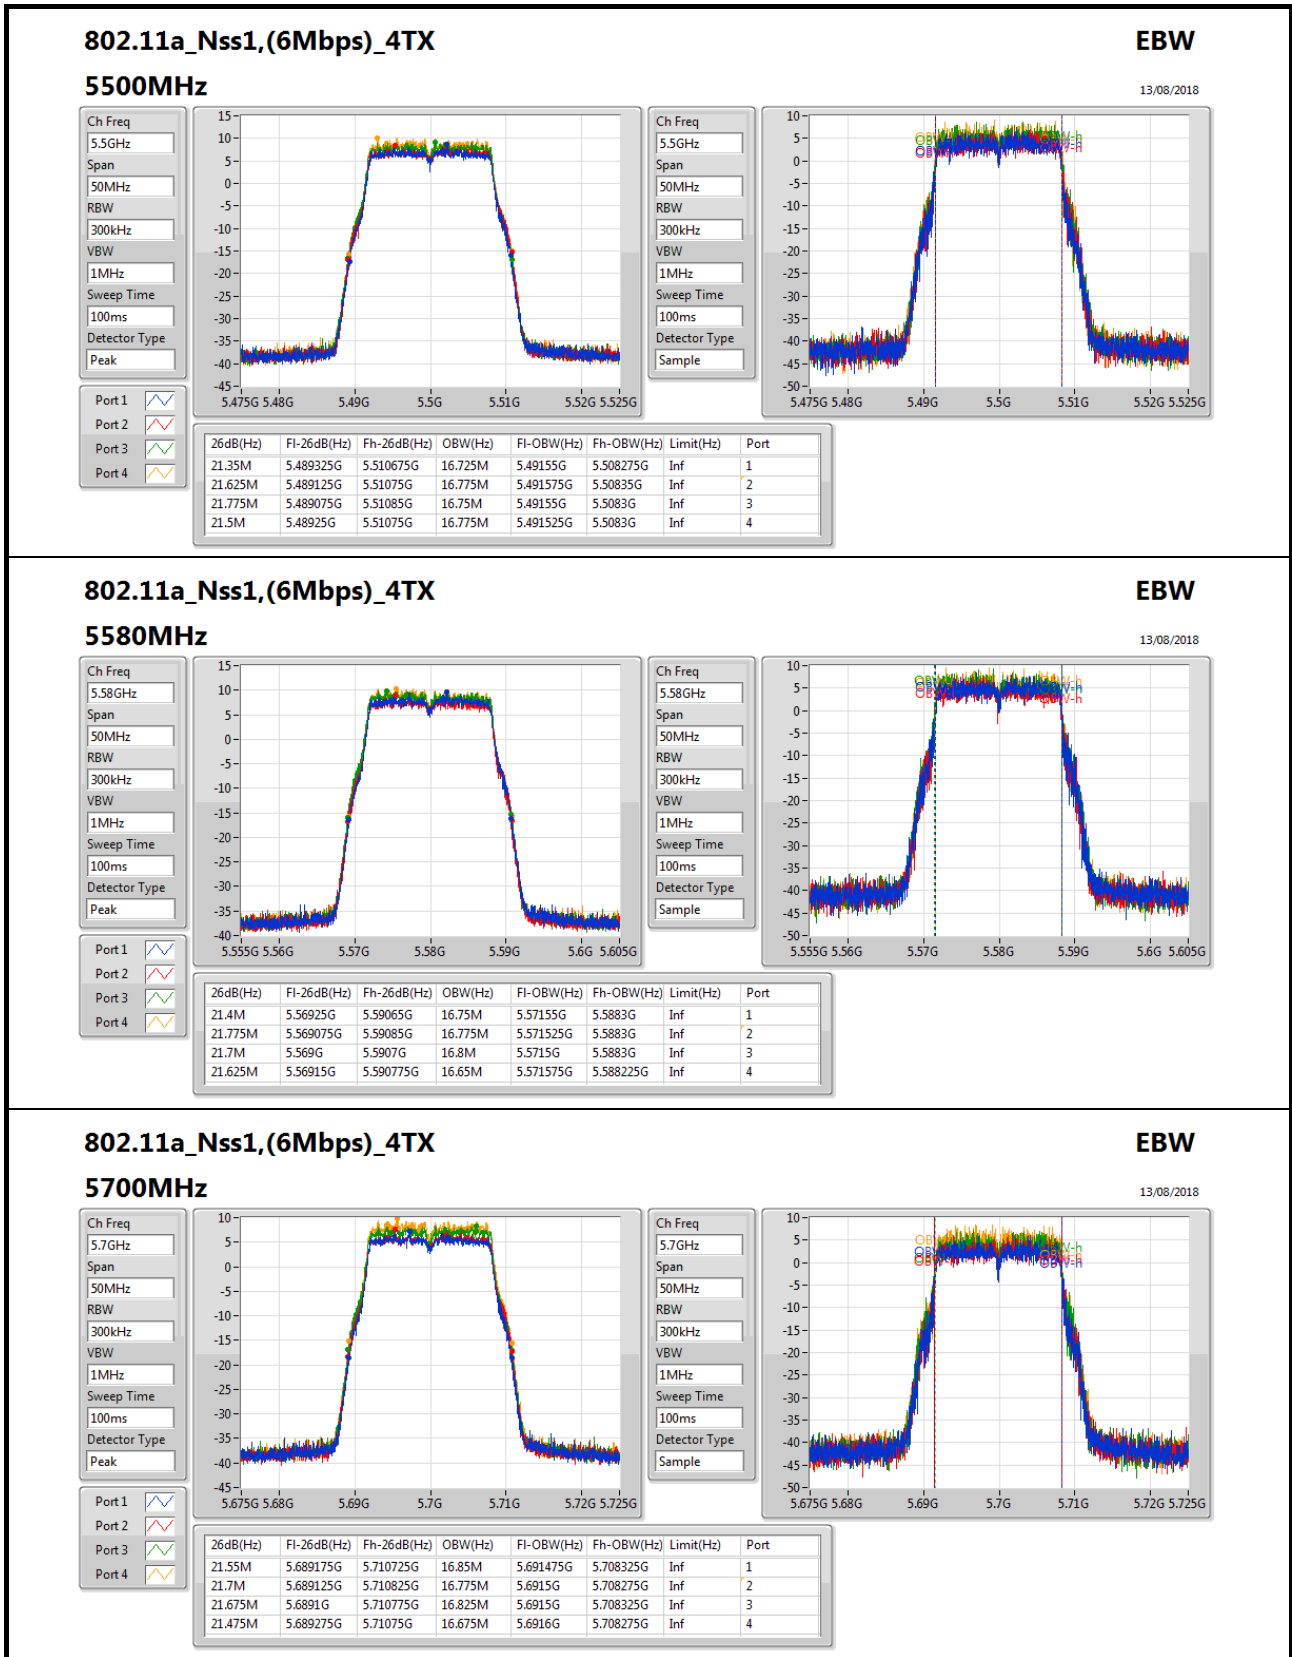 802.11a_Nss1,(6Mbps)_4TX EBW
5500MHz 13/08/2018
Ch Freq
5.5GHz
Span
50MHz
RBW
300kHz
VBW
1MHz
Sweep Time
100ms
Detector Type
Peak
Port 1
Port 2
Port 3
Port 4
15
10
5
0
-5
-10
-15
-20
-25
-30
-35
-40
-45
5.475G 5.48G 5.49G 5.5G 5.51G 5.52G 5.525G
Ch Freq
5.5GHz
Span
50MHz
RBW
300kHz
VBW
1MHz
Sweep Time
100ms
Detector Type
Sample
10
5
0
-5
-10
-15
-20
-25
-30
-35
-40
-45
-50
5.475G 5.48G 5.49G 5.5G 5.51G 5.52G 5.525G
26dB(Hz) Fl-26dB(Hz) Fh-26dB(Hz) OBW(Hz) Fl-OBW(Hz) Fh-OBW(Hz) Limit(Hz) Port
21.35M 5.489325G 5.510675G 16.725M 5.49155G 5.508275G Inf 1
21.625M 5.489125G 5.51075G 16.775M 5.491575G 5.50835G Inf 2
21.775M 5.489075G 5.51085G 16.75M 5.49155G 5.5083G Inf 3
21.5M 5.48925G 5.51075G 16.775M 5.491525G 5.5083G Inf 4
802.11a_Nss1,(6Mbps)_4TX EBW
5580MHz 13/08/2018
Ch Freq
5.58GHz
Span
50MHz
RBW
300kHz
VBW
1MHz
Sweep Time
100ms
Detector Type
Peak
Port 1
Port 2
Port 3
Port 4
15
10
5
0
-5
-10
-15
-20
-25
-30
-35
-40
5.555G 5.56G 5.57G 5.58G 5.59G 5.6G 5.605G
Ch Freq
5.58GHz
Span
50MHz
RBW
300kHz
VBW
1MHz
Sweep Time
100ms
Detector Type
Sample
10
5
0
-5
-10
-15
-20
-25
-30
-35
-40
-45
-50
5.555G 5.56G 5.57G 5.58G 5.59G 5.6G 5.605G
26dB(Hz) Fl-26dB(Hz) Fh-26dB(Hz) OBW(Hz) Fl-OBW(Hz) Fh-OBW(Hz) Limit(Hz) Port
21.4M 5.56925G 5.59065G 16.75M 5.57155G 5.5883G Inf 1
21.775M 5.569075G 5.59085G 16.775M 5.571525G 5.5883G Inf 2
21.7M 5.569G 5.5907G 16.8M 5.5715G 5.5883G Inf 3
21.625M 5.56915G 5.590775G 16.65M 5.571575G 5.588225G Inf 4
802.11a_Nss1,(6Mbps)_4TX EBW
5700MHz 13/08/2018
Ch Freq
5.7GHz
Span
50MHz
RBW
300kHz
VBW
1MHz
Sweep Time
100ms
Detector Type
Peak
Port 1
Port 2
Port 3
Port 4
10
5
0
-5
-10
-15
-20
-25
-30
-35
-40
-45
5.675G 5.68G 5.69G 5.7G 5.71G 5.72G 5.725G
Ch Freq
5.7GHz
Span
50MHz
RBW
300kHz
VBW
1MHz
Sweep Time
100ms
Detector Type
Sample
10
5
0
-5
-10
-15
-20
-25
-30
-35
-40
-45
-50
5.675G 5.68G 5.69G 5.7G 5.71G 5.72G 5.725G
26dB(Hz) Fl-26dB(Hz) Fh-26dB(Hz) OBW(Hz) Fl-OBW(Hz) Fh-OBW(Hz) Limit(Hz) Port
21.55M 5.689175G 5.710725G 16.85M 5.691475G 5.708325G Inf 1
21.7M 5.689125G 5.710825G 16.775M 5.6915G 5.708275G Inf 2
21.675M 5.6891G 5.710775G 16.825M 5.6915G 5.708325G Inf 3
21.475M 5.689275G 5.71075G 16.675M 5.6916G 5.708275G Inf 4